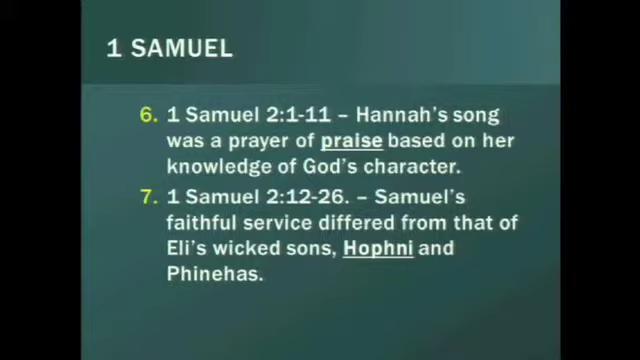 1 SAMUEL
6. 1 Samuel 2:1-11 – Hannah's song
was a prayer of praise based on her
knowledge of God's character.
7. 1 Samuel 2:12-26. – Samuel's
faithful service differed from that of
Eli's wicked sons, Hophni and
Phinehas.